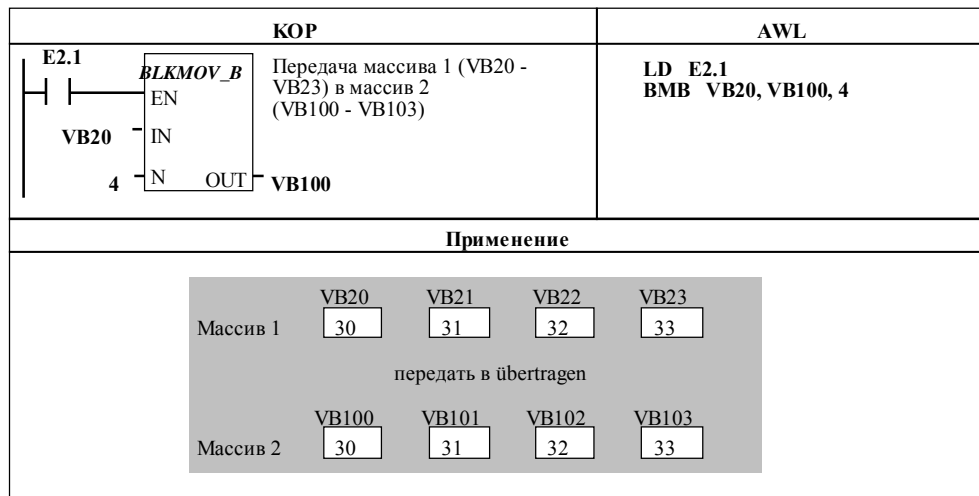 KOP
AWL
E2.1
BLKMOV_B
EN
VB20
IN
4
N
OUT
VB100
Передача массива 1 (VB20 -
VB23) в массив 2
(VB100 - VB103)
LD E2.1
BMB VB20, VB100, 4
Применение
VB20 VB21 VB22 VB23
Массив 1 30 31 32 33
передать в übertragen
VB100 VB101 VB102 VB103
Массив 2 30 31 32 33